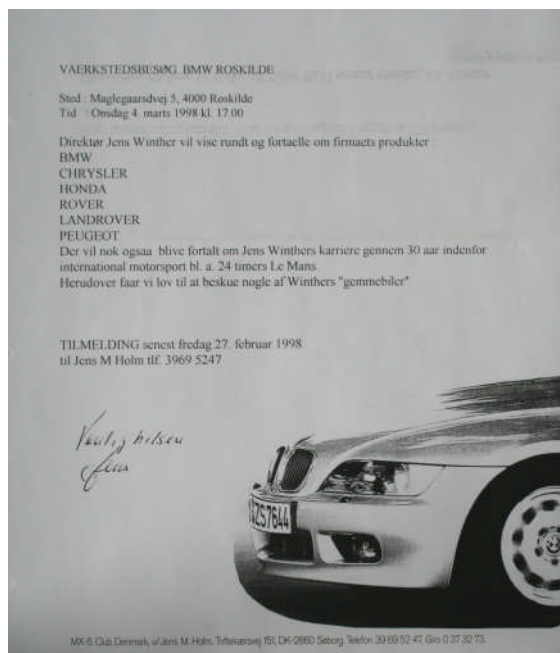 VAERKSTEDSBESØG BMW ROSKILDE
Sted : Maglegaardsvej 5, 4000 Roskilde
Tid : Onsdag 4. marts 1998 kl. 17.00
Direktør Jens Winther vil vise rundt og fortaelle om firmaets produkter :
BMW
CHRYSLER
HONDA
ROVER
LANDROVER
PEUGEOT
Der vil nok ogsaa blive fortalt om Jens Winthers karriere gennem 30 aar indenfor
international motorsport bl. a. 24 timers Le Mans.
Herudover faar vi lov til at beskue nogle af Winthers "gemmebiler"
TILMELDING senest fredag 27. februar 1998
til Jens M Holm tlf. 3969 5247
Venlig hilsen
Jens
ZS7644
MX-5 Club Denmark, v/Jens M. Holm, Toftekærsvej 151, DK-2860 Søborg. Telefon 39 69 52 47. Giro 0 37 32 73.